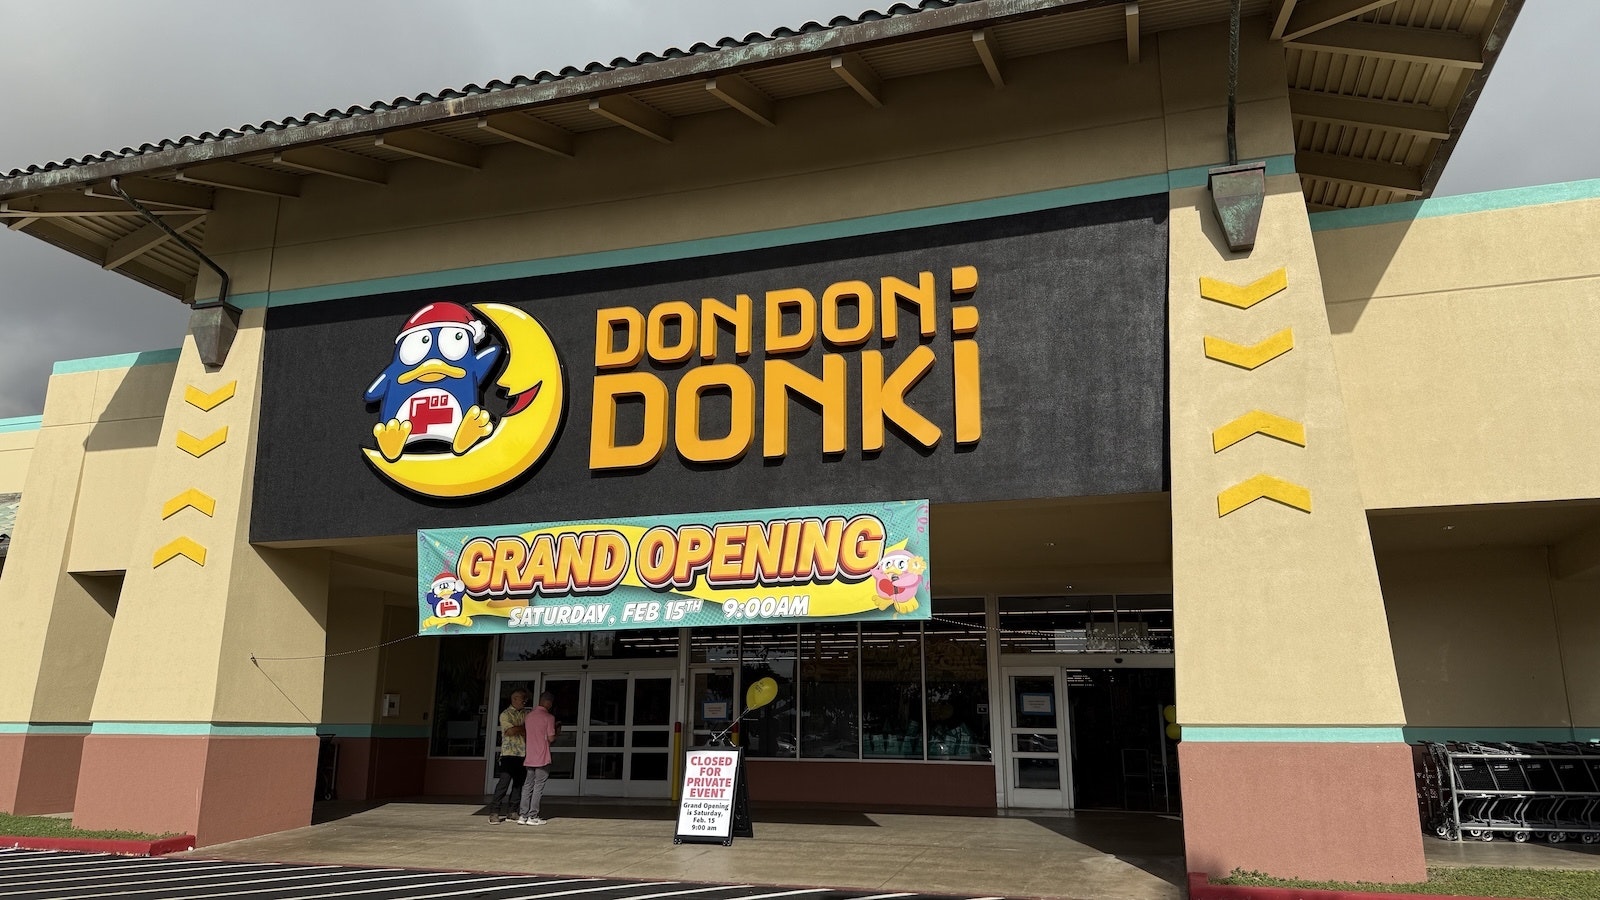 DON DON
DONKi
GRAND OPENING
SATURDAY, FEB 15TH 9:00AM
CLOSED
FOR
PRIVATE
EVENT
Grand Opening
is Saturday,
Feb. 15
9:00 am